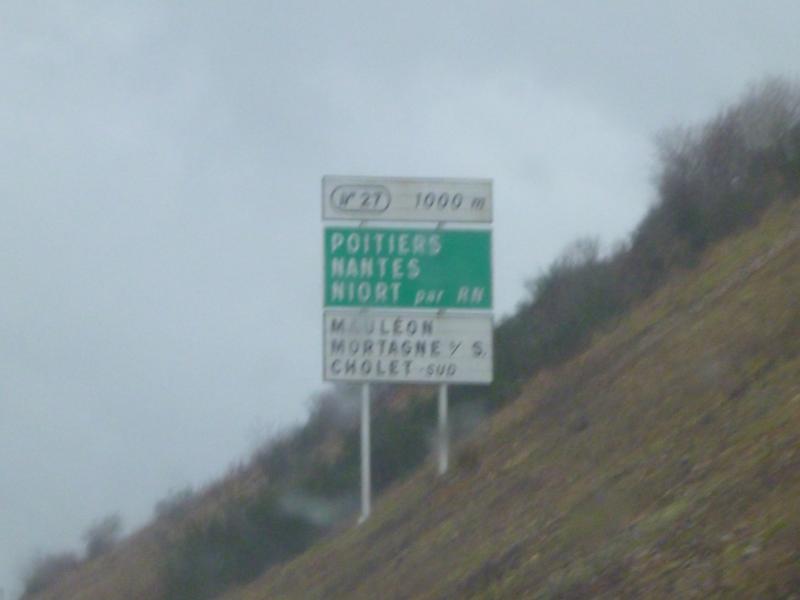 N° 27 1000 m
POITIERS
NANTES
NIORT par RN
MAULÉON
MORTAGNE s/ S.
CHOLET-SUD